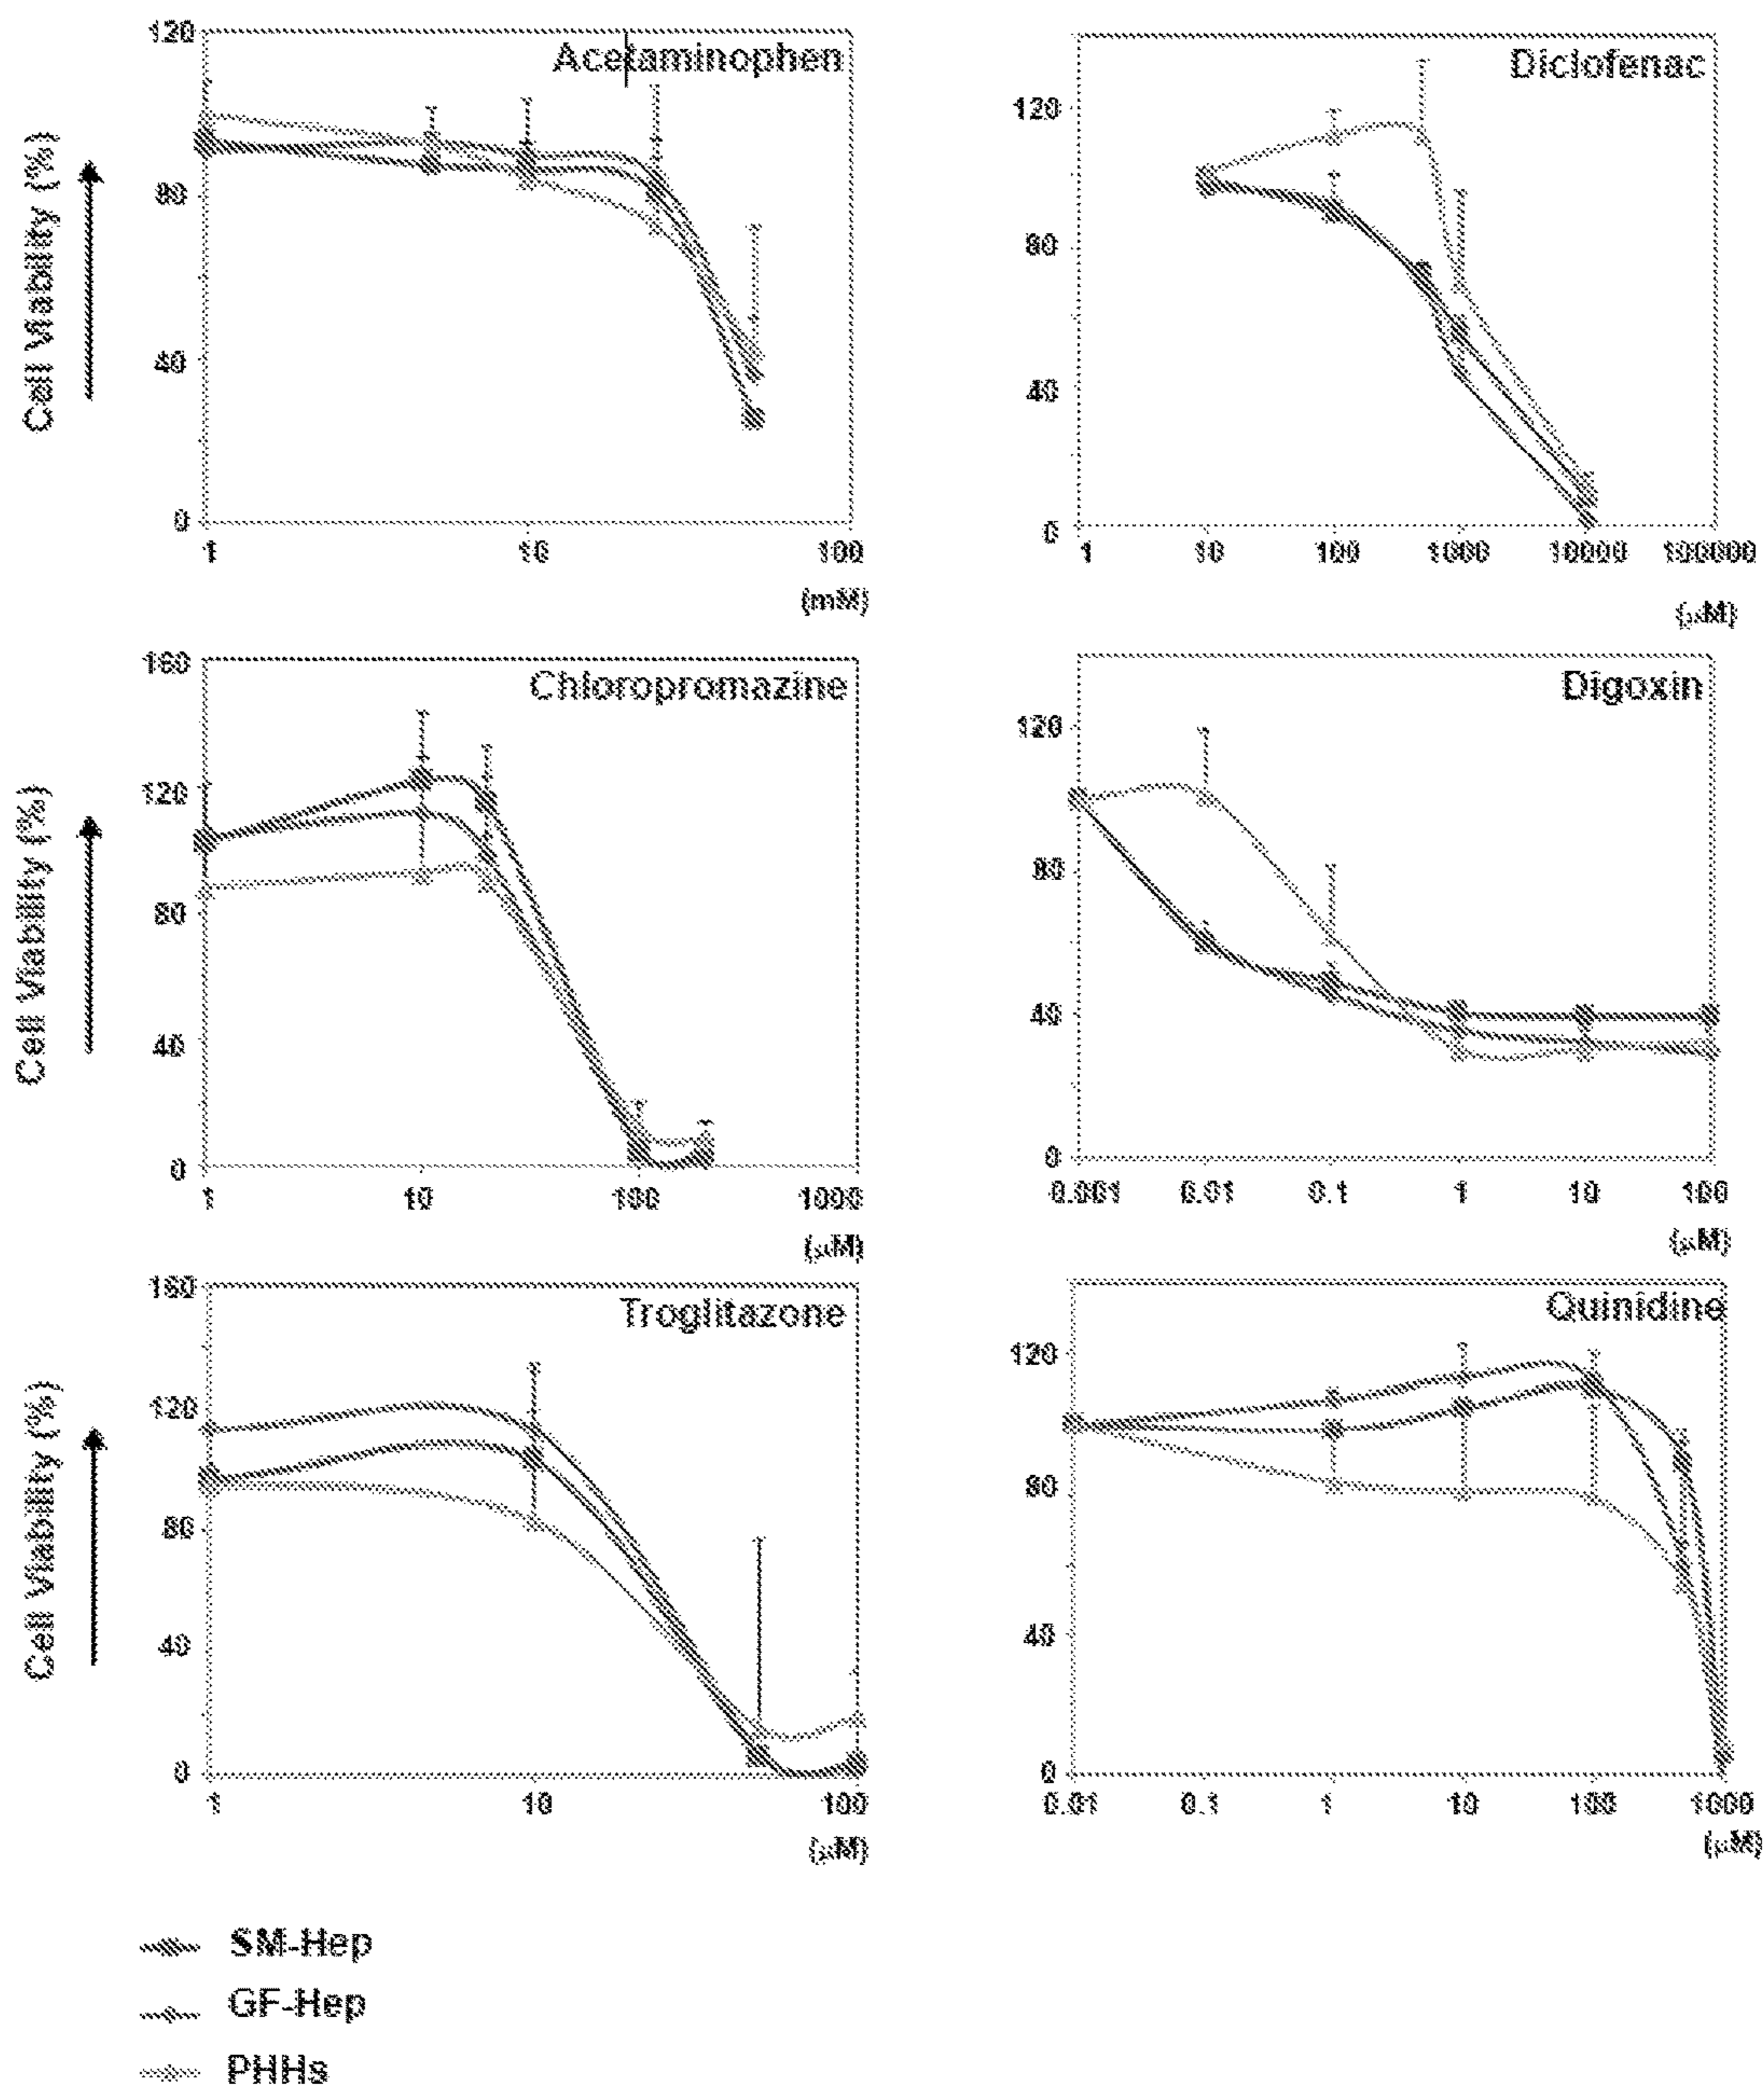 Acetaminophen
Cell Viability (%)
120
80
40
0
1 10 100
(mM)
Diclofenac
120
80
40
0
1 10 100 1000 10000 100000
(μM)
Chloropromazine
Cell Viability (%)
160
120
80
40
0
1 10 100 1000
(μM)
Digoxin
120
80
40
0
0.001 0.01 0.1 1 10 100
(μM)
Troglitazone
Cell Viability (%)
160
120
80
40
0
1 10 100
(μM)
Quinidine
120
80
40
0
0.01 0.1 1 10 100 1000
(μM)
SM-Hep
GF-Hep
PHHs